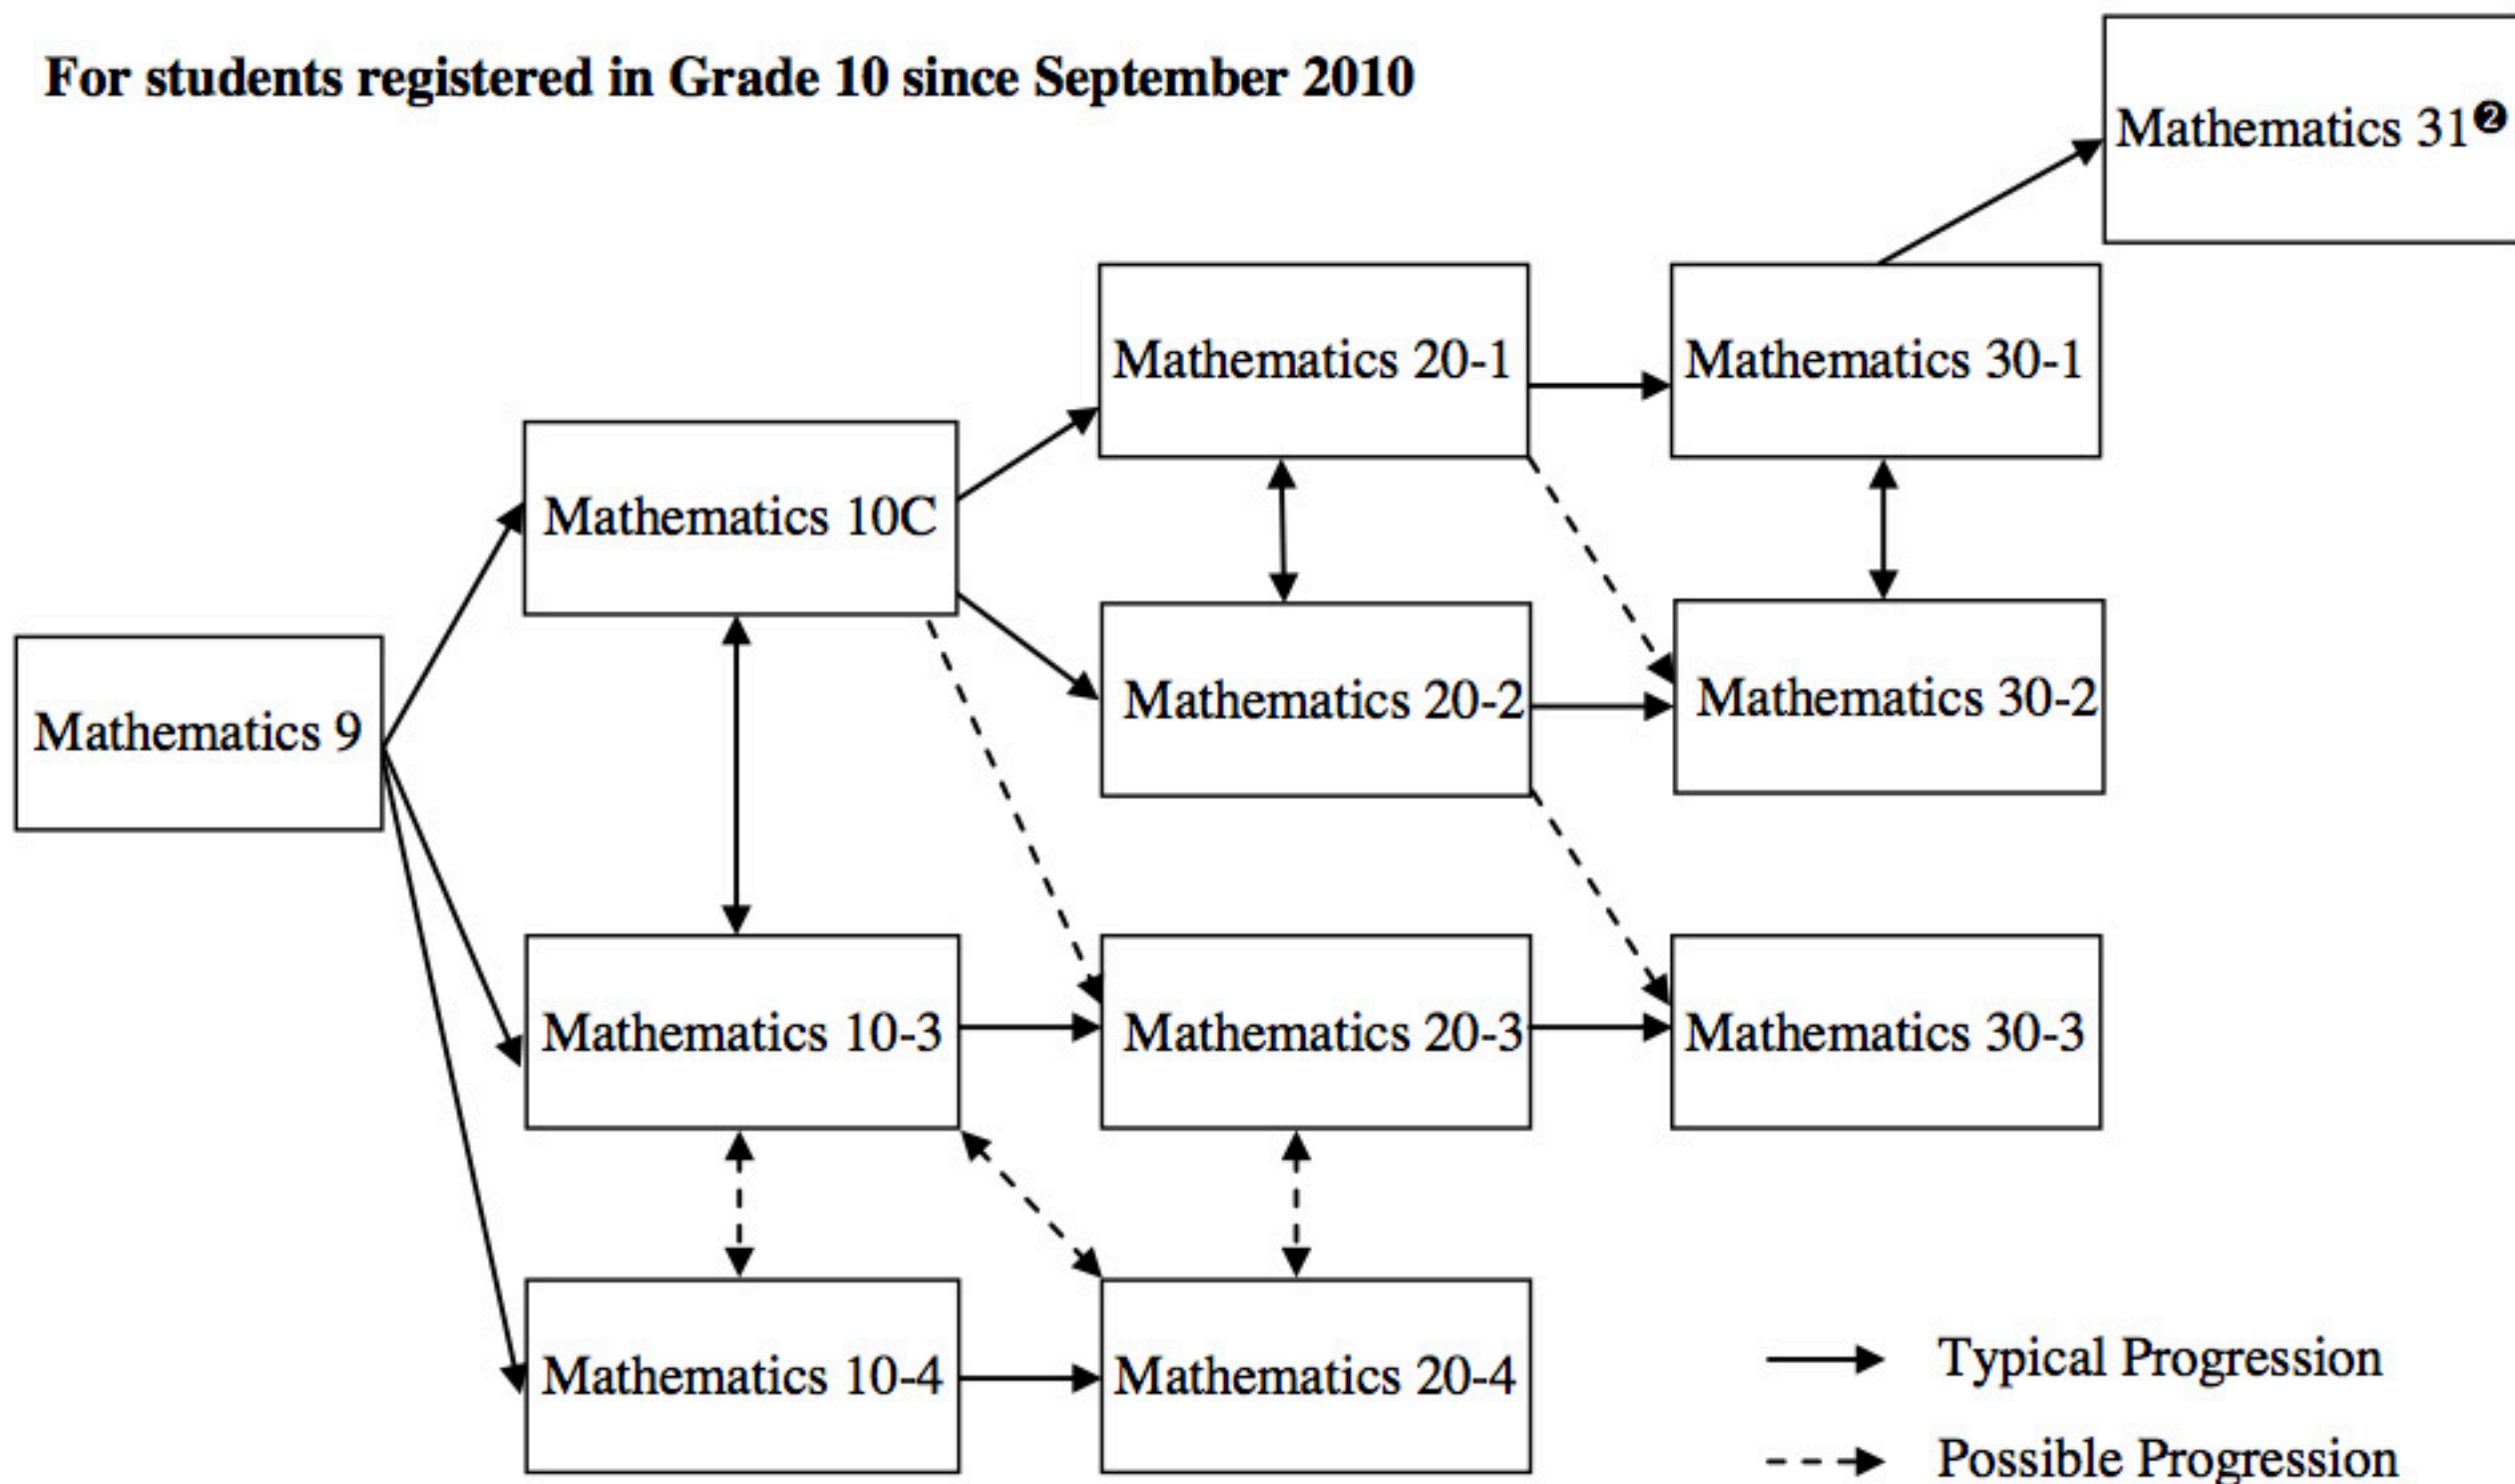 For students registered in Grade 10 since September 2010
Mathematics 31❷
Mathematics 20-1
Mathematics 30-1
Mathematics 10C
Mathematics 20-2
Mathematics 30-2
Mathematics 9
Mathematics 10-3
Mathematics 20-3
Mathematics 30-3
Mathematics 10-4
Mathematics 20-4
Typical Progression
Possible Progression